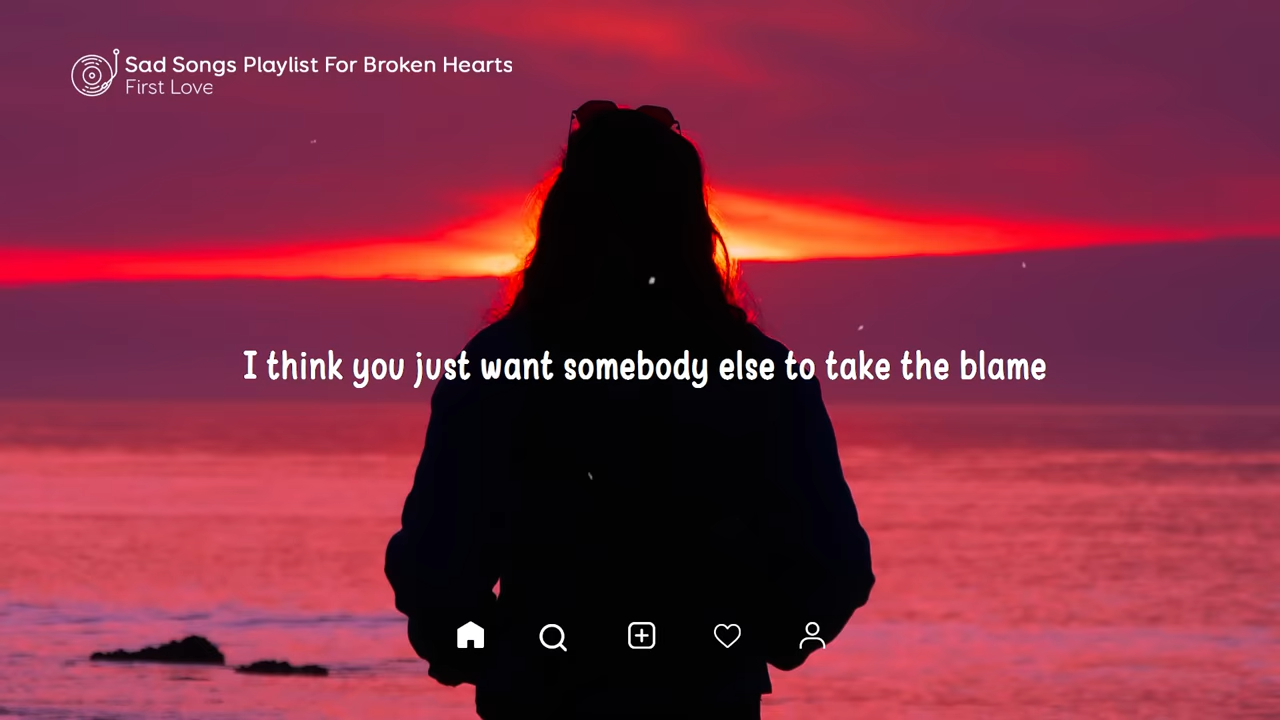 Sad Songs Playlist For Broken Hearts
First Love
I think you just want somebody else to take the blame